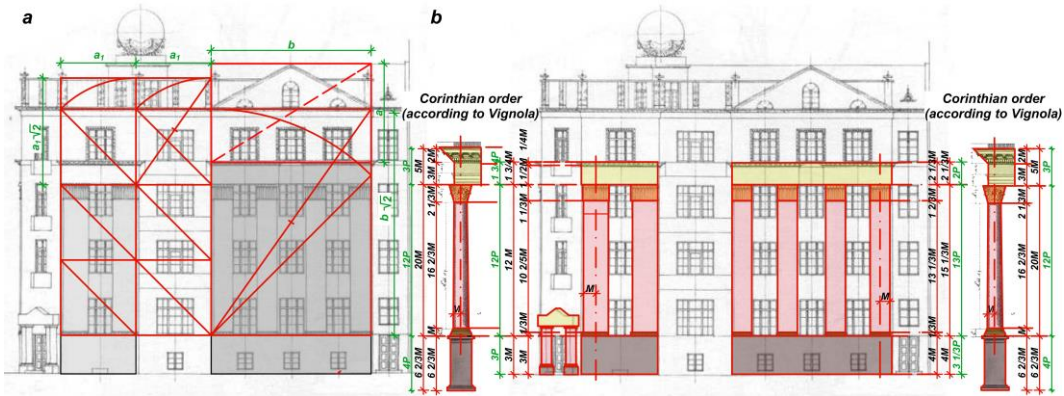 a
b
a₁
a₁
b
a
a₁√2
b √2
Corinthian order
(according to Vignola)
3P
12P
4P
5M
20M
6 2/3M
2M
3M
2 1/3M
16 2/3M
M
6 2/3M
M
1/4M
1 3/4P
1 3/4M
1 1/2M
1 1/3M
12P
12 M
10 2/5M
1/3M
3P
3M
3M
M
M
2 1/2M
2 1/2M
2P
1 2/3M
13 1/3M
15 1/3M
13P
1/3M
4M
4M
3 1/3P
Corinthian order
(according to Vignola)
2M
3M
5M
3P
2 1/3M
16 2/3M
20M
12P
M
M
6 2/3M
6 2/3M
4P